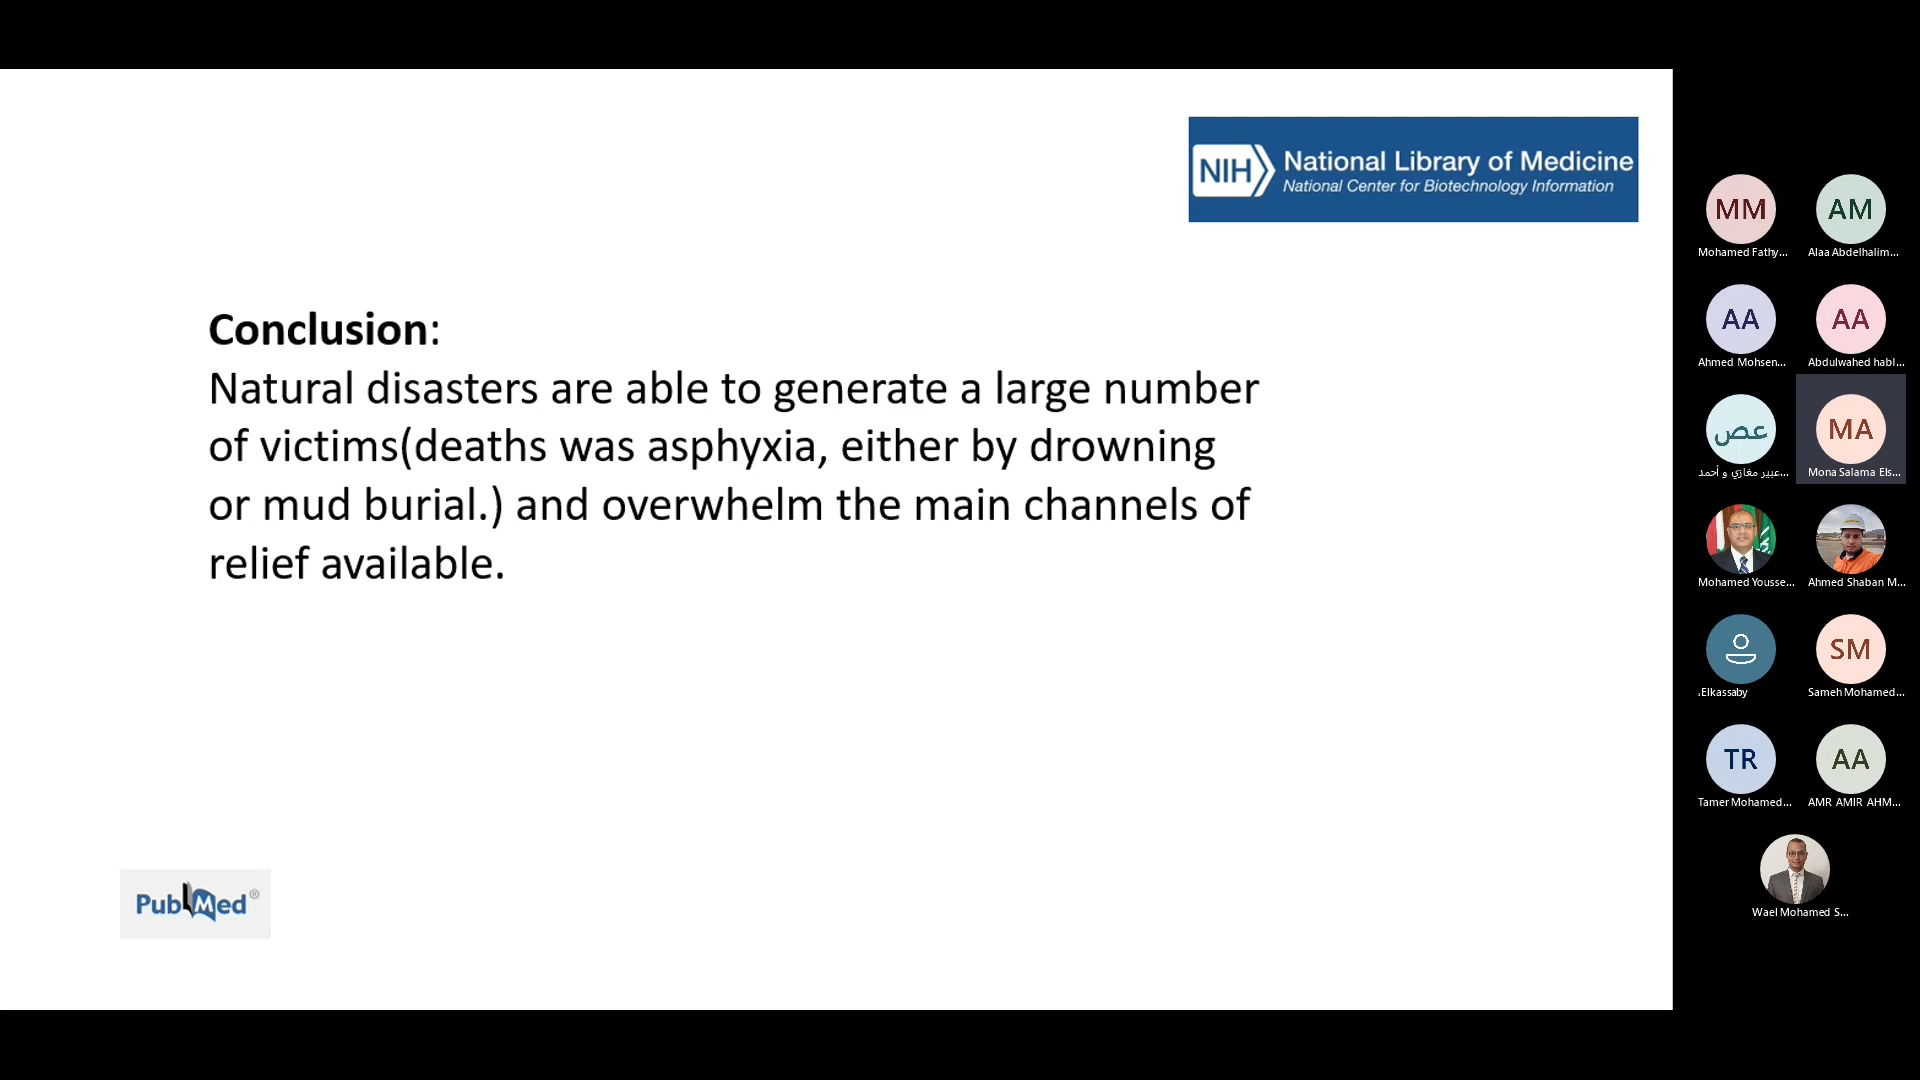 NIH National Library of Medicine
National Center for Biotechnology Information
Conclusion:
Natural disasters are able to generate a large number
of victims(deaths was asphyxia, either by drowning
or mud burial.) and overwhelm the main channels of
relief available.
PubMed®
MM
Mohamed Fathy...
AM
Alaa Abdelhalim...
AA
Ahmed Mohsen...
AA
Abdulwahed habl...
عص
عبير مغازي و أحمد...
MA
Mona Salama Els...
Mohamed Yousse...
Ahmed Shaban M...
.Elkassaby
SM
Sameh Mohamed...
TR
Tamer Mohamed...
AA
AMR AMIR AHM...
Wael Mohamed S...